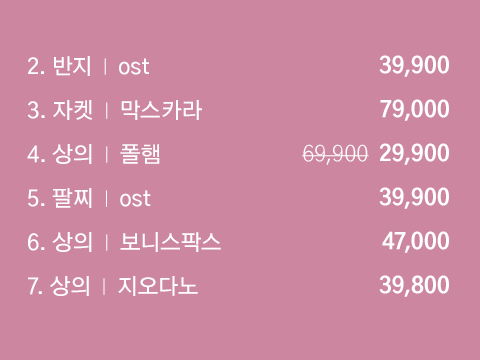 2. 반지 | ost 39,900
3. 자켓 | 막스카라 79,000
4. 상의 | 폴햄 69,900 29,900
5. 팔찌 | ost 39,900
6. 상의 | 보니스팍스 47,000
7. 상의 | 지오다노 39,800